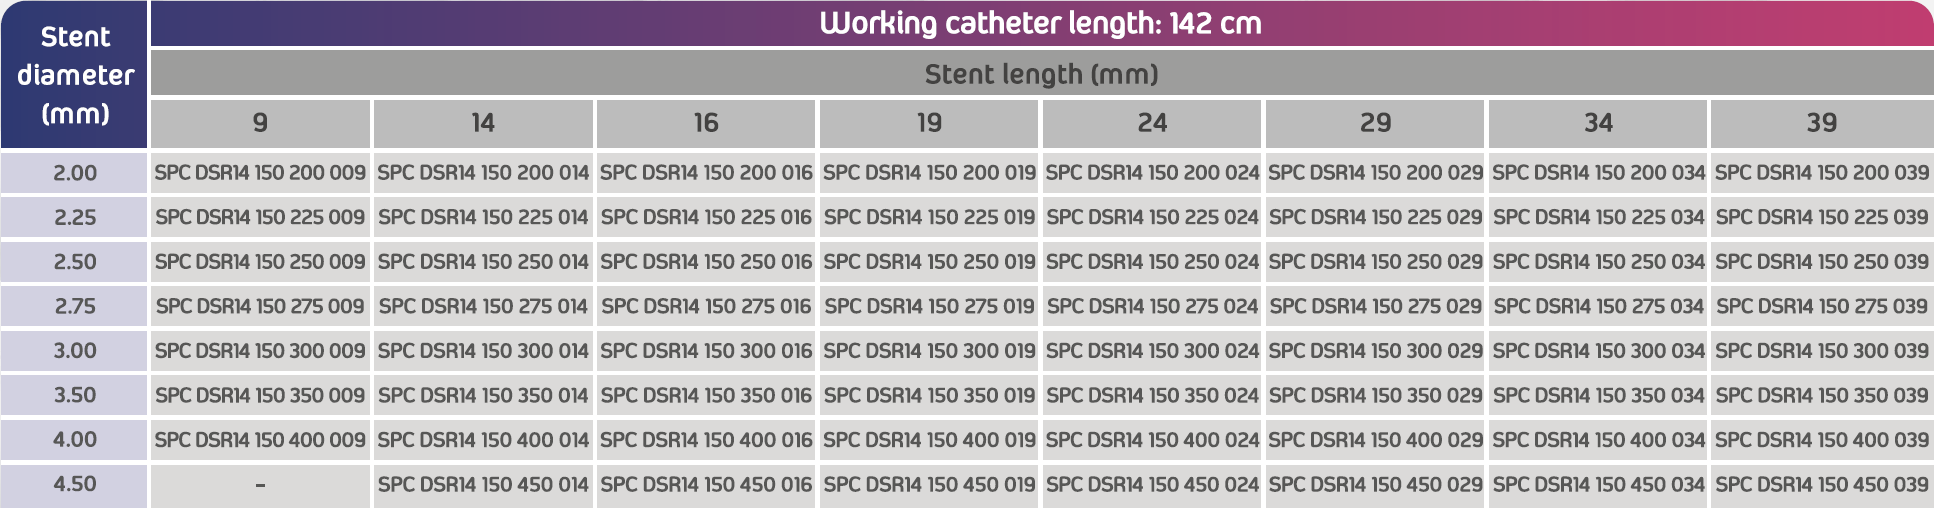 Stent
diameter
(mm)
Working catheter length: 142 cm
Stent length (mm)
9 14 16 19 24 29 34 39
2.00 SPC DSR14 150 200 009 SPC DSR14 150 200 014 SPC DSR14 150 200 016 SPC DSR14 150 200 019 SPC DSR14 150 200 024 SPC DSR14 150 200 029 SPC DSR14 150 200 034 SPC DSR14 150 200 039
2.25 SPC DSR14 150 225 009 SPC DSR14 150 225 014 SPC DSR14 150 225 016 SPC DSR14 150 225 019 SPC DSR14 150 225 024 SPC DSR14 150 225 029 SPC DSR14 150 225 034 SPC DSR14 150 225 039
2.50 SPC DSR14 150 250 009 SPC DSR14 150 250 014 SPC DSR14 150 250 016 SPC DSR14 150 250 019 SPC DSR14 150 250 024 SPC DSR14 150 250 029 SPC DSR14 150 250 034 SPC DSR14 150 250 039
2.75 SPC DSR14 150 275 009 SPC DSR14 150 275 014 SPC DSR14 150 275 016 SPC DSR14 150 275 019 SPC DSR14 150 275 024 SPC DSR14 150 275 029 SPC DSR14 150 275 034 SPC DSR14 150 275 039
3.00 SPC DSR14 150 300 009 SPC DSR14 150 300 014 SPC DSR14 150 300 016 SPC DSR14 150 300 019 SPC DSR14 150 300 024 SPC DSR14 150 300 029 SPC DSR14 150 300 034 SPC DSR14 150 300 039
3.50 SPC DSR14 150 350 009 SPC DSR14 150 350 014 SPC DSR14 150 350 016 SPC DSR14 150 350 019 SPC DSR14 150 350 024 SPC DSR14 150 350 029 SPC DSR14 150 350 034 SPC DSR14 150 350 039
4.00 SPC DSR14 150 400 009 SPC DSR14 150 400 014 SPC DSR14 150 400 016 SPC DSR14 150 400 019 SPC DSR14 150 400 024 SPC DSR14 150 400 029 SPC DSR14 150 400 034 SPC DSR14 150 400 039
4.50 – SPC DSR14 150 450 014 SPC DSR14 150 450 016 SPC DSR14 150 450 019 SPC DSR14 150 450 024 SPC DSR14 150 450 029 SPC DSR14 150 450 034 SPC DSR14 150 450 039